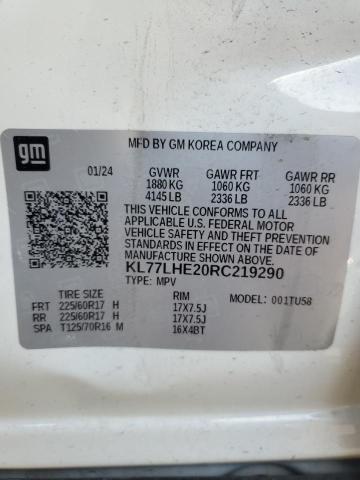 gm
MFD BY GM KOREA COMPANY
01/24 GVWR GAWR FRT GAWR RR
1880 KG 1060 KG 1060 KG
4145 LB 2336 LB 2336 LB
THIS VEHICLE CONFORMS TO ALL
APPLICABLE U.S. FEDERAL MOTOR
VEHICLE SAFETY AND THEFT
PREVENTION STANDARDS IN EFFECT
ON THE DATE OF
MANUFACTURE SHOWN ABOVE.
KL77LHE20RC219290
TYPE: MPV
MODEL: 001TU58
TIRE SIZE RIM
FRT 225/60R17 H 17X7.5J
RR 225/60R17 H 17X7.5J
SPA T125/70R16 M 16X4BT